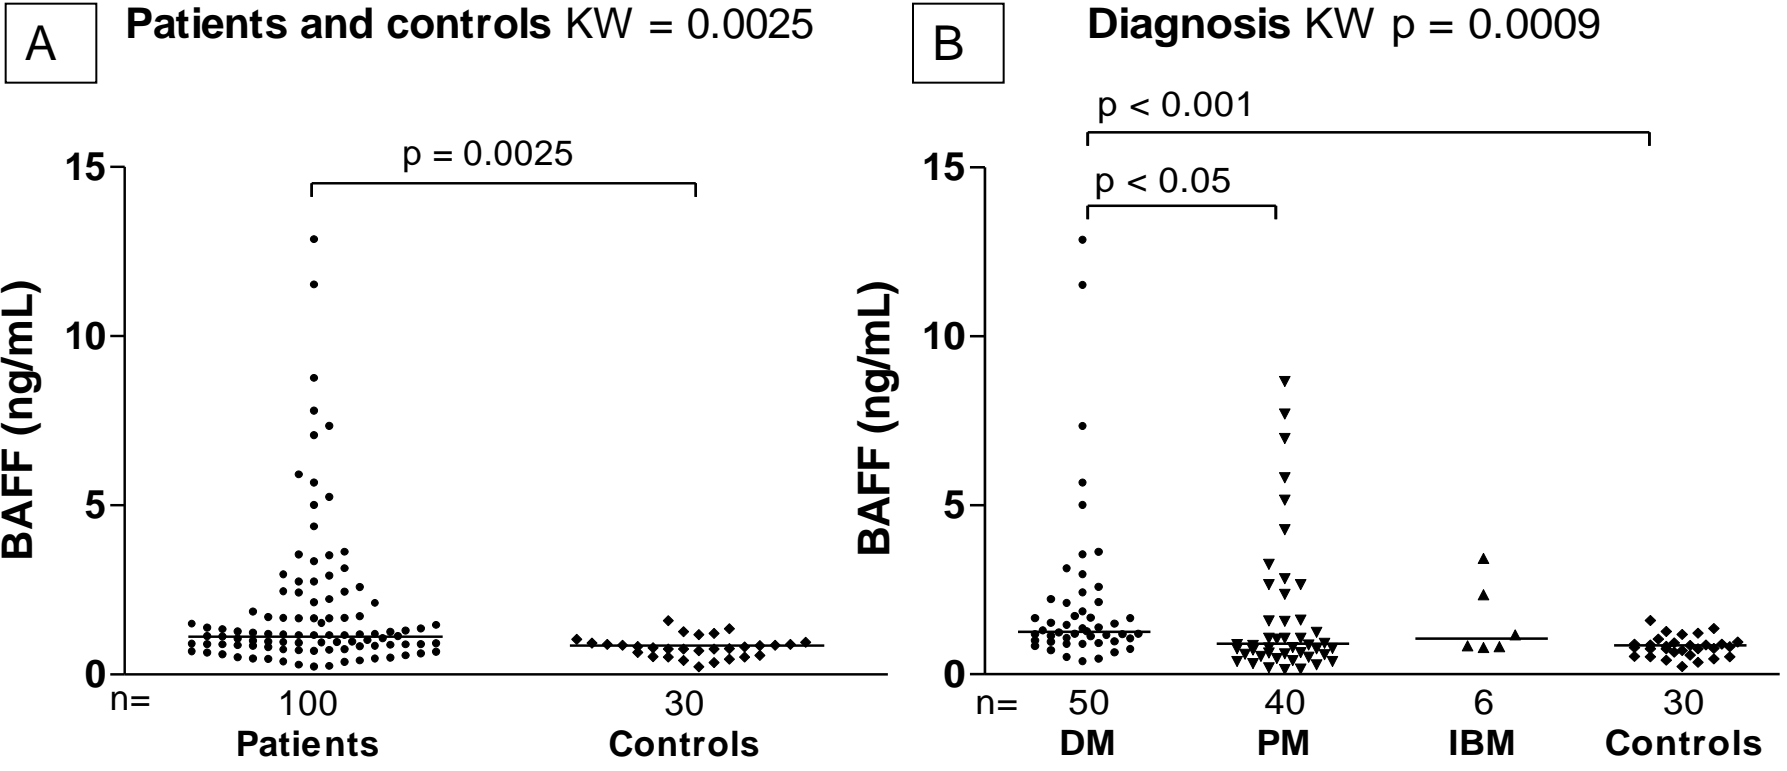 A
Patients and controls KW = 0.0025
p = 0.0025
BAFF (ng/mL)
15
10
5
0
n=
100
30
Patients
Controls
B
Diagnosis KW p = 0.0009
p < 0.001
p < 0.05
BAFF (ng/mL)
15
10
5
0
n=
50
40
6
30
DM
PM
IBM
Controls